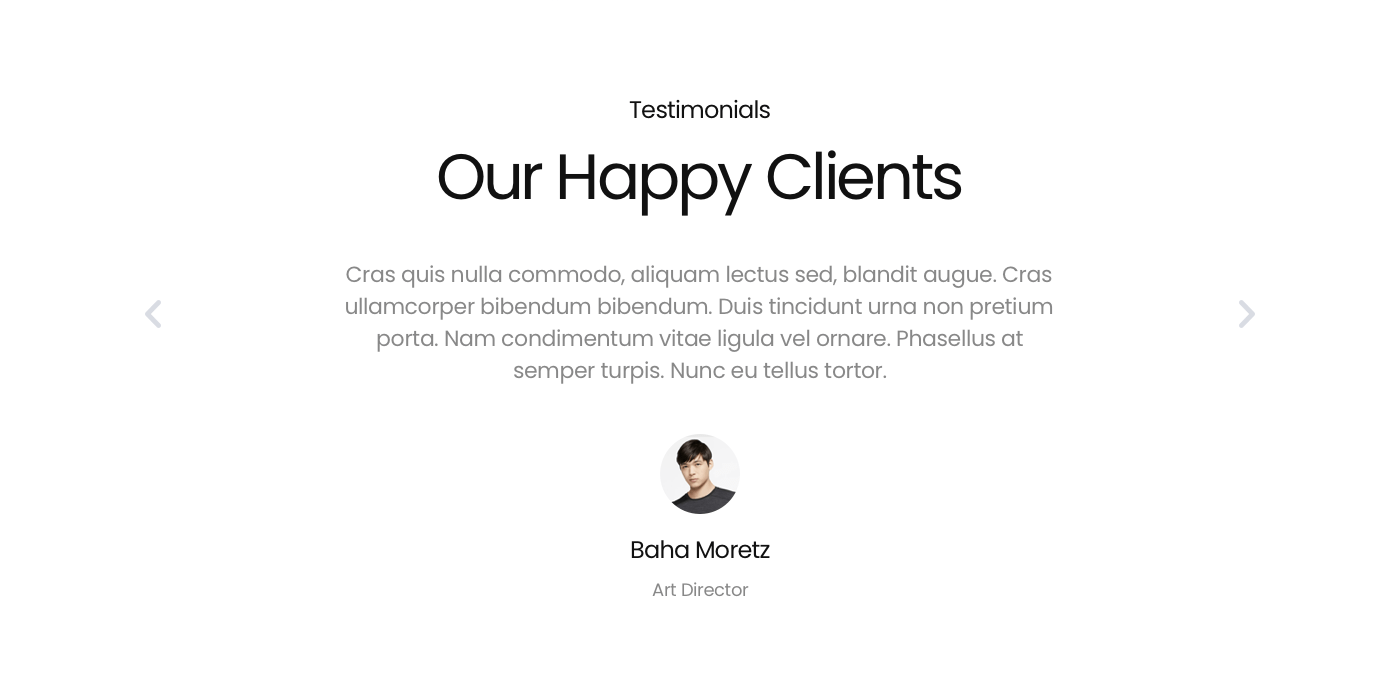 Testimonials
Our Happy Clients
Cras quis nulla commodo, aliquam lectus sed, blandit augue. Cras
ullamcorper bibendum bibendum. Duis tincidunt urna non pretium
porta. Nam condimentum vitae ligula vel ornare. Phasellus at
semper turpis. Nunc eu tellus tortor.
Baha Moretz
Art Director